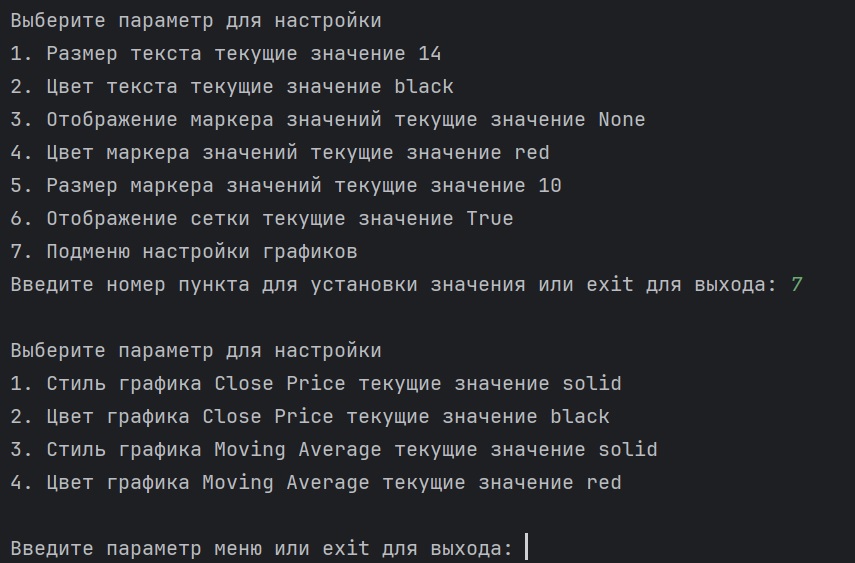 Выберите параметр для настройки
1. Размер текста текущие значение 14
2. Цвет текста текущие значение black
3. Отображение маркера значений текущие значение None
4. Цвет маркера значений текущие значение red
5. Размер маркера значений текущие значение 10
6. Отображение сетки текущие значение True
7. Подменю настройки графиков
Введите номер пункта для установки значения или exit для выхода: 7
Выберите параметр для настройки
1. Стиль графика Close Price текущие значение solid
2. Цвет графика Close Price текущие значение black
3. Стиль графика Moving Average текущие значение solid
4. Цвет графика Moving Average текущие значение red
Введите параметр меню или exit для выхода: